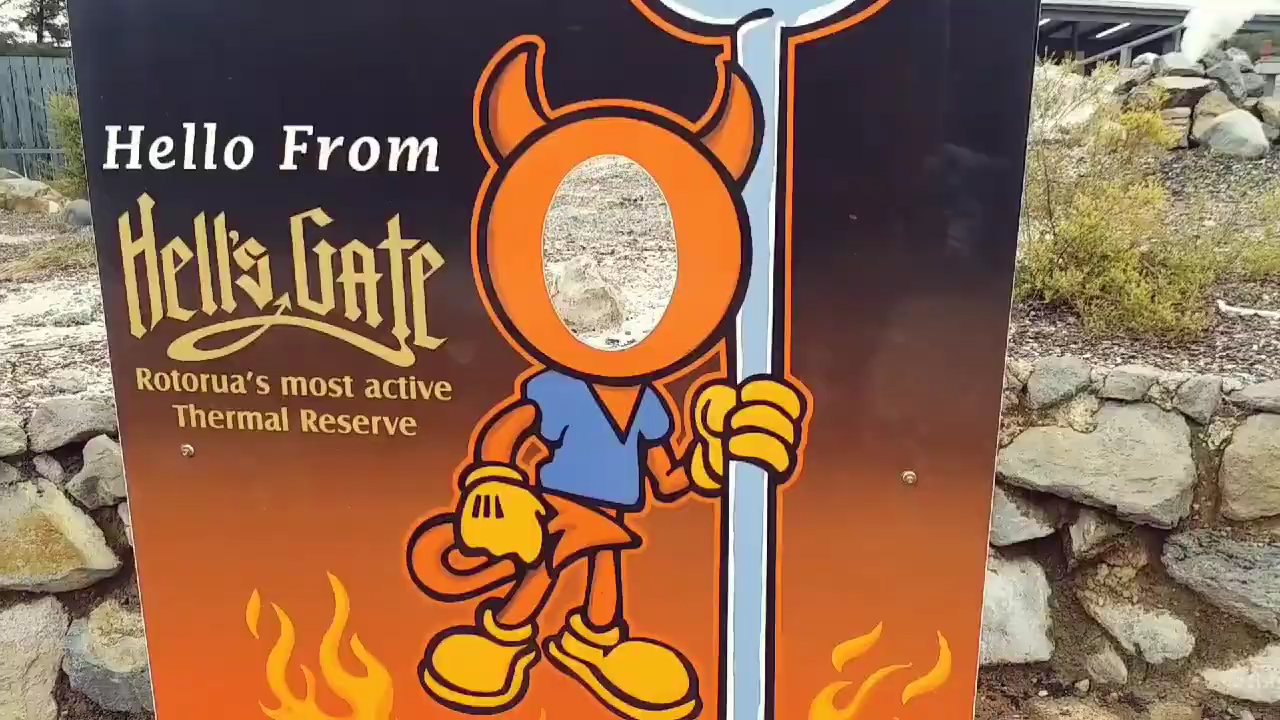 Hello From
Hell's Gate
Rotorua's most active
Thermal Reserve